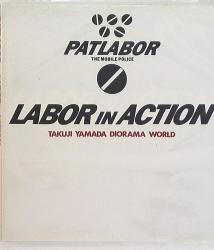 PATLABOR
THE MOBILE POLICE
LABOR IN ACTION
TAKUJI YAMADA DIORAMA WORLD